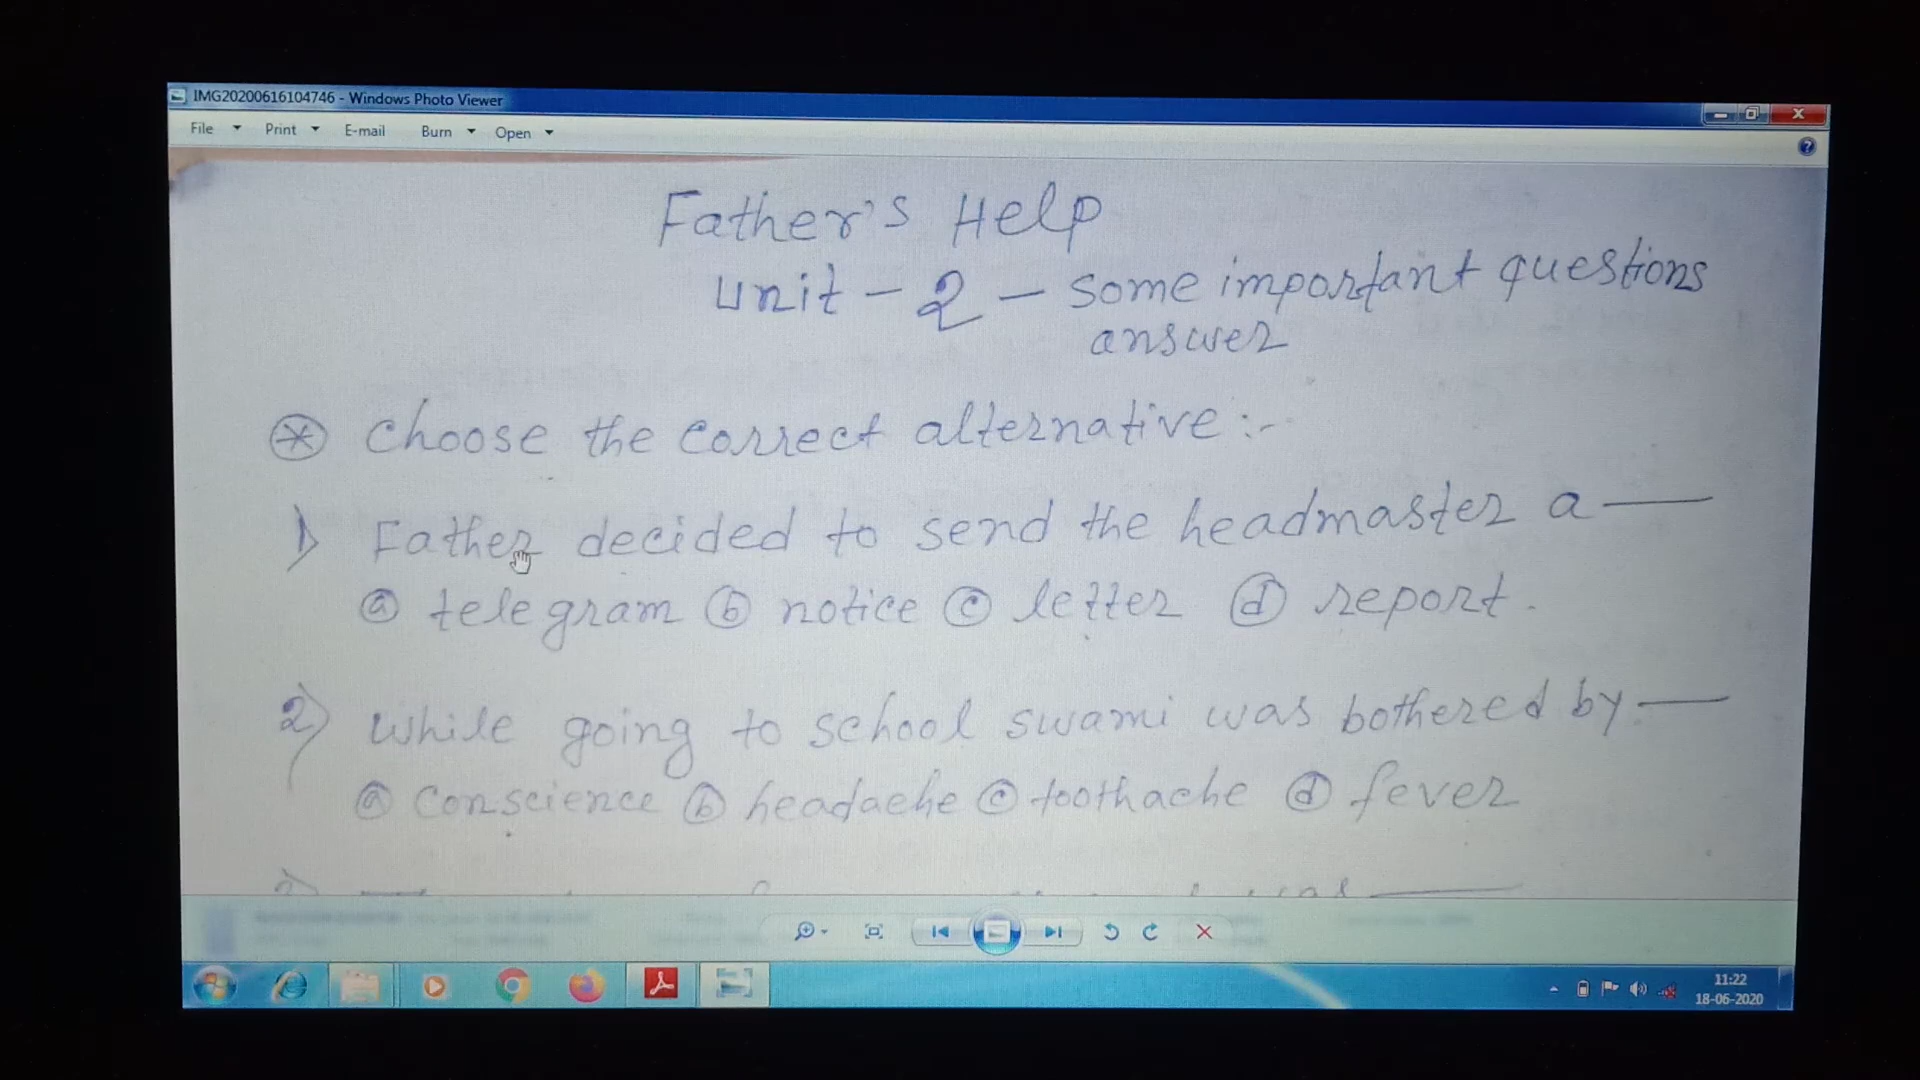 IMG20200616104746 - Windows Photo Viewer
File Print E-mail Burn Open
Father's Help
unit - 2 - some important questions
answer
* choose the correct alternative :-
1) Father decided to send the headmaster a —
(a) telegram (b) notice (c) letter (d) report.
2) while going to school swami was bothered by —
(a) conscience (b) headache (c) toothache (d) fever
11:22
18-06-2020